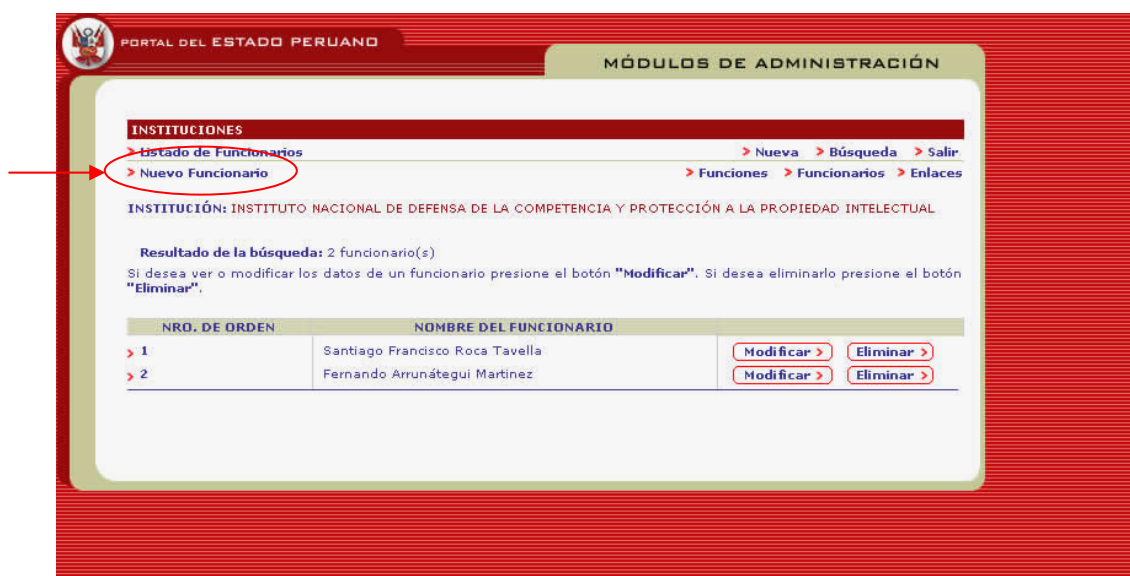 PORTAL DEL ESTADO PERUANO
MÓDULOS DE ADMINISTRACIÓN
INSTITUCIONES
> Listado de Funcionarios > Nueva > Búsqueda > Salir
> Nuevo Funcionario > Funciones > Funcionarios > Enlaces
INSTITUCIÓN: INSTITUTO NACIONAL DE DEFENSA DE LA COMPETENCIA Y PROTECCIÓN A LA PROPIEDAD INTELECTUAL
Resultado de la búsqueda: 2 funcionario(s)
Si desea ver o modificar los datos de un funcionario presione el botón "Modificar". Si desea eliminarlo presione el botón
"Eliminar".
NRO. DE ORDEN NOMBRE DEL FUNCIONARIO
> 1 Santiago Francisco Roca Tavella Modificar > Eliminar >
> 2 Fernando Arrunátegui Martinez Modificar > Eliminar >